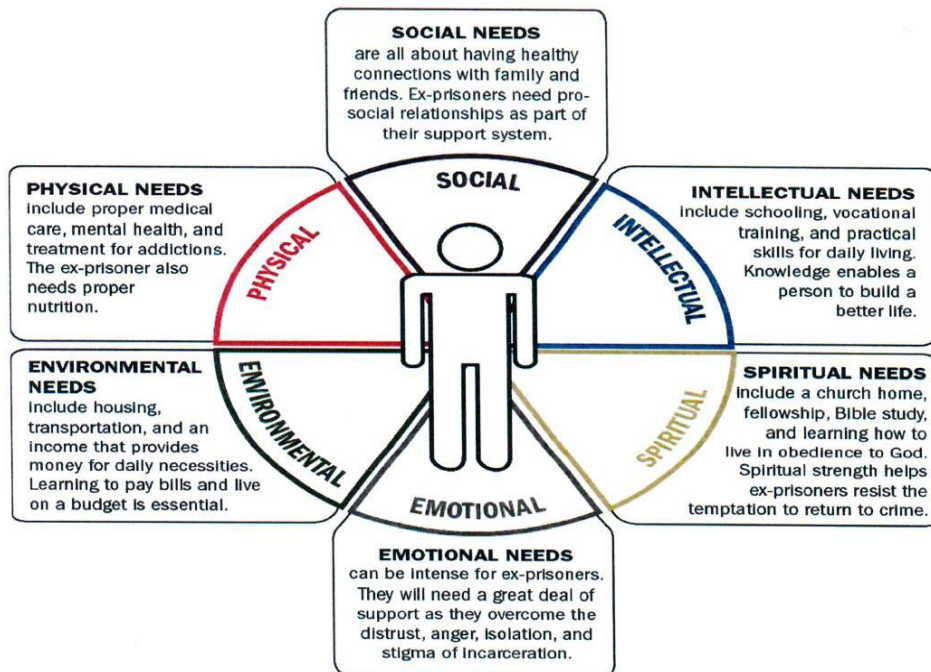 SOCIAL NEEDS
are all about having healthy
connections with family and
friends. Ex-prisoners need pro-
social relationships as part of
their support system.
PHYSICAL NEEDS
include proper medical
care, mental health, and
treatment for addictions.
The ex-prisoner also
needs proper
nutrition.
SOCIAL
PHYSICAL
INTELLECTUAL
INTELLECTUAL NEEDS
include schooling, vocational
training, and practical
skills for daily living.
Knowledge enables a
person to build a
better life.
ENVIRONMENTAL
NEEDS
include housing,
transportation, and an
income that provides
money for daily necessities.
Learning to pay bills and live
on a budget is essential.
ENVIRONMENTAL
EMOTIONAL
SPIRITUAL
SPIRITUAL NEEDS
include a church home,
fellowship, Bible study,
and learning how to
live in obedience to God.
Spiritual strength helps
ex-prisoners resist the
temptation to return to crime.
EMOTIONAL NEEDS
can be intense for ex-prisoners.
They will need a great deal of
support as they overcome the
distrust, anger, isolation, and
stigma of incarceration.